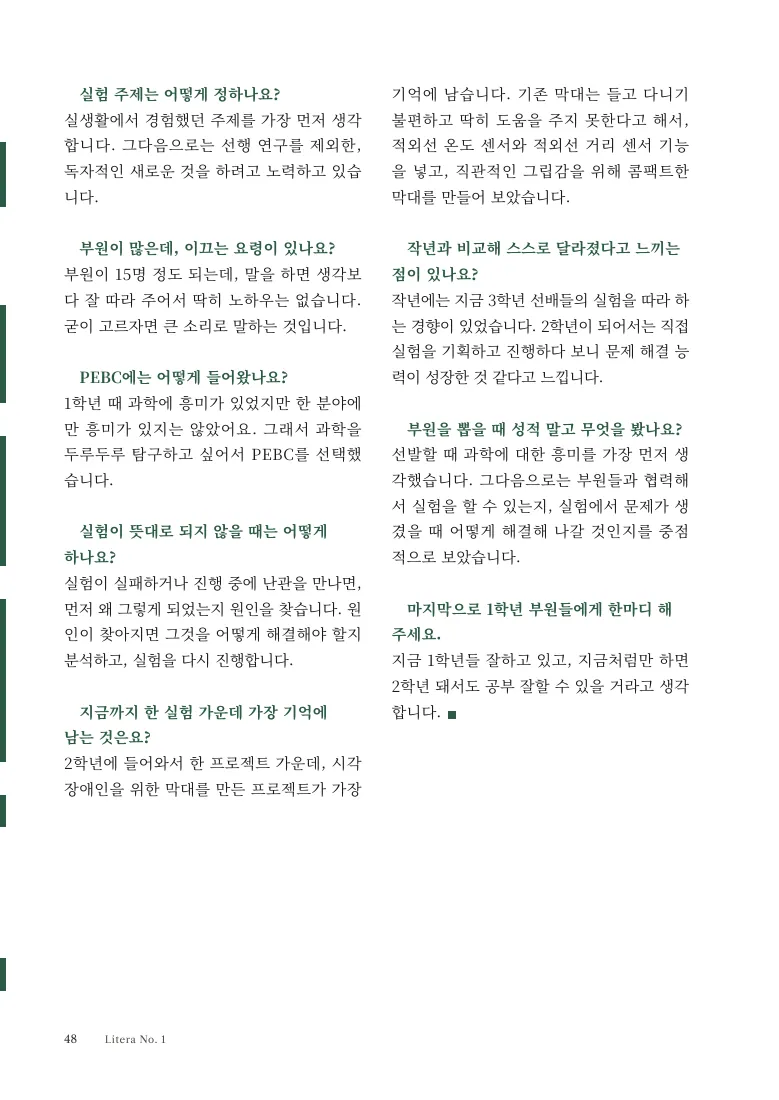 실험 주제는 어떻게 정하나요?
실생활에서 경험했던 주제를 가장 먼저 생각
합니다. 그다음으로는 선행 연구를 제외한,
독자적인 새로운 것을 하려고 노력하고 있습
니다.
부원이 많은데, 이끄는 요령이 있나요?
부원이 15명 정도 되는데, 말을 하면 생각보
다 잘 따라 주어서 딱히 노하우는 없습니다.
굳이 고르자면 큰 소리로 말하는 것입니다.
PEBC에는 어떻게 들어왔나요?
1학년 때 과학에 흥미가 있었지만 한 분야에
만 흥미가 있지는 않았어요. 그래서 과학을
두루두루 탐구하고 싶어서 PEBC를 선택했
습니다.
실험이 뜻대로 되지 않을 때는 어떻게
하나요?
실험이 실패하거나 진행 중에 난관을 만나면,
먼저 왜 그렇게 되었는지 원인을 찾습니다. 원
인이 찾아지면 그것을 어떻게 해결해야 할지
분석하고, 실험을 다시 진행합니다.
지금까지 한 실험 가운데 가장 기억에
남는 것은요?
2학년에 들어와서 한 프로젝트 가운데, 시각
장애인을 위한 막대를 만든 프로젝트가 가장
기억에 남습니다. 기존 막대는 들고 다니기
불편하고 딱히 도움을 주지 못한다고 해서,
적외선 온도 센서와 적외선 거리 센서 기능
을 넣고, 직관적인 그립감을 위해 콤팩트한
막대를 만들어 보았습니다.
작년과 비교해 스스로 달라졌다고 느끼는
점이 있나요?
작년에는 지금 3학년 선배들의 실험을 따라 하
는 경향이 있었습니다. 2학년이 되어서는 직접
실험을 기획하고 진행하다 보니 문제 해결 능
력이 성장한 것 같다고 느낍니다.
부원을 뽑을 때 성적 말고 무엇을 봤나요?
선발할 때 과학에 대한 흥미를 가장 먼저 생
각했습니다. 그다음으로는 부원들과 협력해
서 실험을 할 수 있는지, 실험에서 문제가 생
겼을 때 어떻게 해결해 나갈 것인지를 중점
적으로 보았습니다.
마지막으로 1학년 부원들에게 한마디 해
주세요.
지금 1학년들 잘하고 있고, 지금처럼만 하면
2학년 돼서도 공부 잘할 수 있을 거라고 생각
합니다. ■
48 Litera No. 1